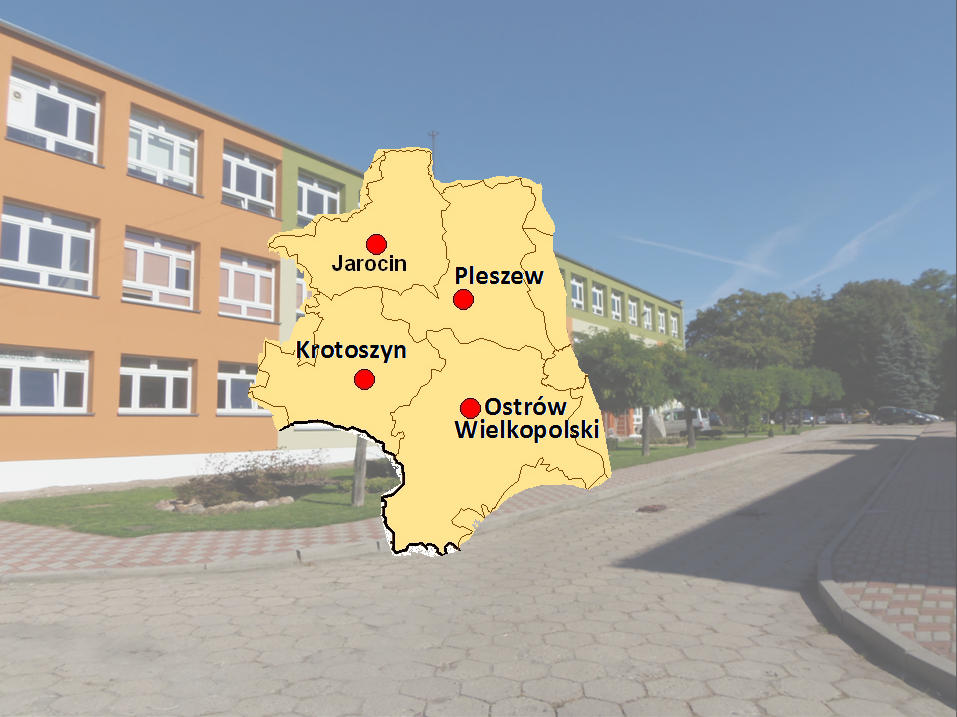 Jarocin
Pleszew
Krotoszyn
Ostrów
Wielkopolski